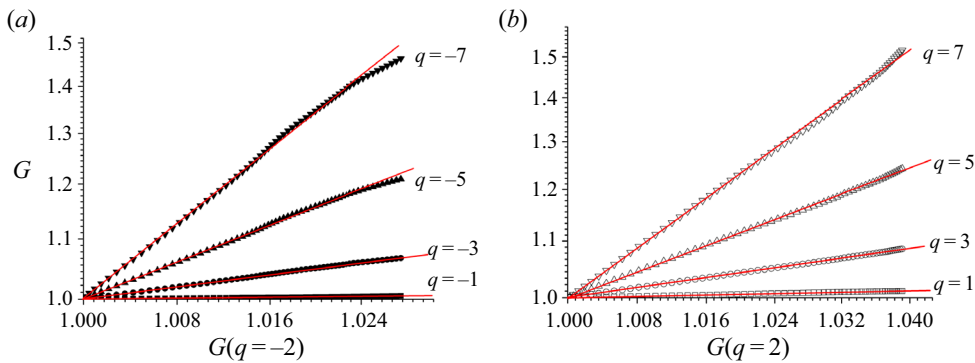 (a)
1.5
q = –7
1.4
1.3
G
q = –5
1.2
1.1
q = –3
q = –1
1.0
1.000 1.008 1.016 1.024
G(q = –2)
(b)
q = 7
1.5
1.4
1.3
q = 5
1.2
q = 3
1.1
q = 1
1.0
1.000 1.008 1.016 1.024 1.032 1.040
G(q = 2)